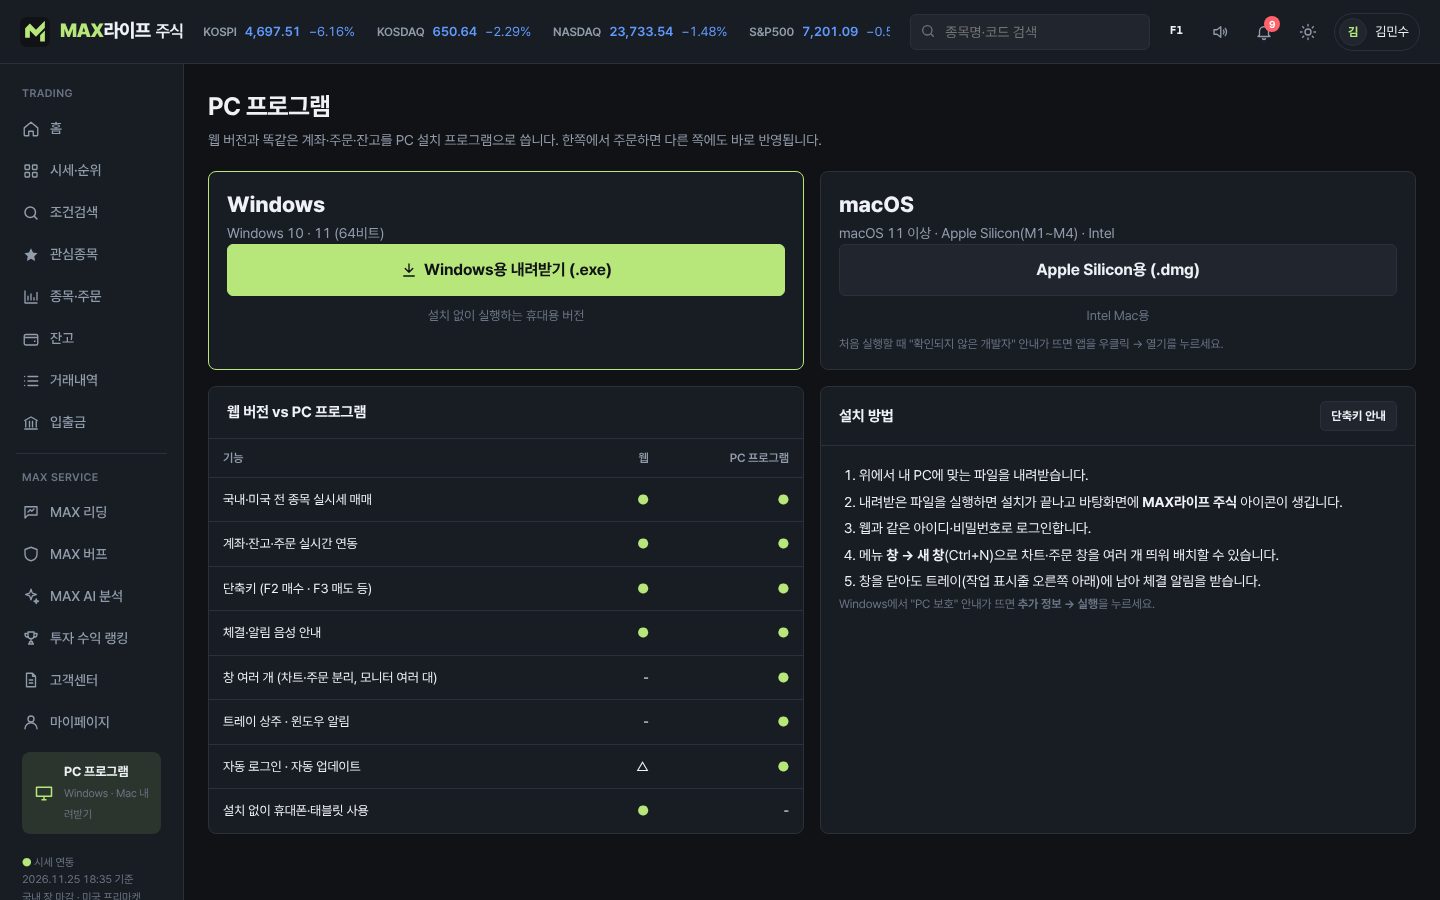 MAX라이프 주식
KOSPI 4,697.51 −6.16% KOSDAQ 650.64 −2.29% NASDAQ 23,733.54 −1.48% S&P500 7,201.09 −0.5
종목명·코드 검색
F1
9
김 김민수
TRADING
홈
시세·순위
조건검색
관심종목
종목·주문
잔고
거래내역
입출금
MAX SERVICE
MAX 리딩
MAX 버프
MAX AI 분석
투자 수익 랭킹
고객센터
마이페이지
PC 프로그램
Windows · Mac 내
려받기
시세 연동
2026.11.25 18:35 기준
국내 장 마감 · 미국 프리마켓
PC 프로그램
웹 버전과 똑같은 계좌·주문·잔고를 PC 설치 프로그램으로 씁니다. 한쪽에서 주문하면 다른 쪽에도 바로 반영됩니다.
Windows
Windows 10 · 11 (64비트)
Windows용 내려받기 (.exe)
설치 없이 실행하는 휴대용 버전
macOS
macOS 11 이상 · Apple Silicon(M1~M4) · Intel
Apple Silicon용 (.dmg)
Intel Mac용
처음 실행할 때 "확인되지 않은 개발자" 안내가 뜨면 앱을 우클릭 → 열기를 누르세요.
웹 버전 vs PC 프로그램
기능 웹 PC 프로그램
국내·미국 전 종목 실시세 매매 ● ●
계좌·잔고·주문 실시간 연동 ● ●
단축키 (F2 매수 · F3 매도 등) ● ●
체결·알림 음성 안내 ● ●
창 여러 개 (차트·주문 분리, 모니터 여러 대) - ●
트레이 상주 · 윈도우 알림 - ●
자동 로그인 · 자동 업데이트 △ ●
설치 없이 휴대폰·태블릿 사용 ● -
설치 방법
단축키 안내
1. 위에서 내 PC에 맞는 파일을 내려받습니다.
2. 내려받은 파일을 실행하면 설치가 끝나고 바탕화면에 MAX라이프 주식 아이콘이 생깁니다.
3. 웹과 같은 아이디·비밀번호로 로그인합니다.
4. 메뉴 창 → 새 창(Ctrl+N)으로 차트·주문 창을 여러 개 띄워 배치할 수 있습니다.
5. 창을 닫아도 트레이(작업 표시줄 오른쪽 아래)에 남아 체결 알림을 받습니다.
Windows에서 "PC 보호" 안내가 뜨면 추가 정보 → 실행을 누르세요.